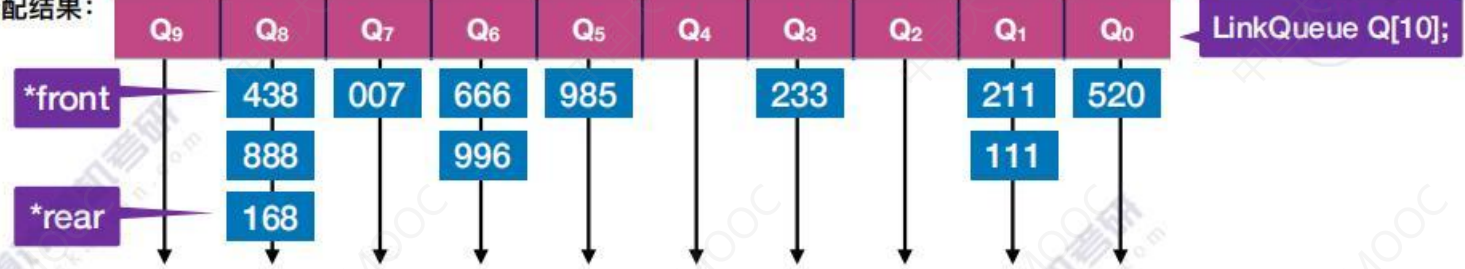 配结果：
Q9 Q8 Q7 Q6 Q5 Q4 Q3 Q2 Q1 Q0 LinkQueue Q[10];
*front 438 007 666 985 233 211 520
888 996 111
*rear 168